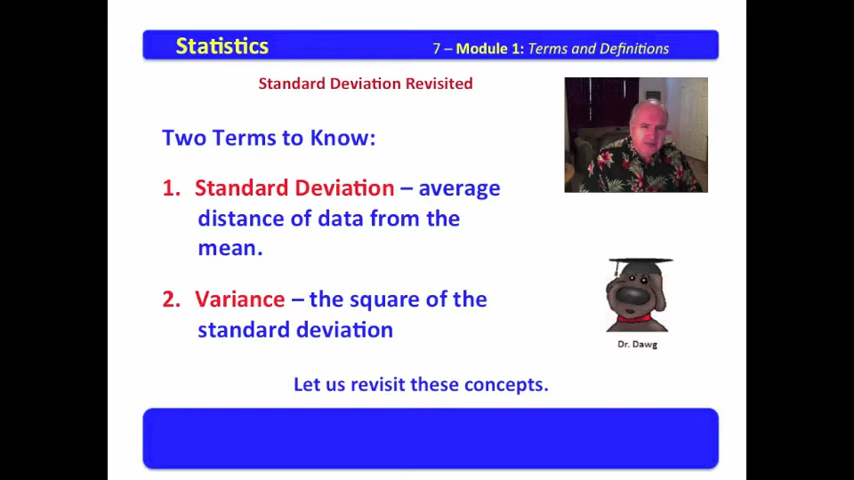 Statistics
7 – Module 1: Terms and Definitions
Standard Deviation Revisited
Two Terms to Know:
1. Standard Deviation – average
distance of data from the
mean.
2. Variance – the square of the
standard deviation
Dr. Dawg
Let us revisit these concepts.